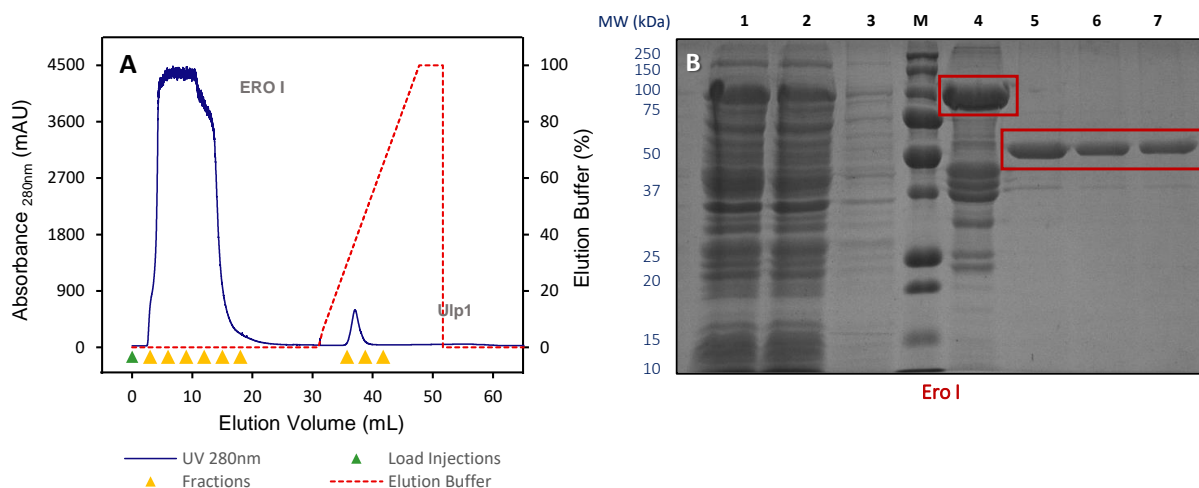 A
ERO I
Ulp1
4500
3600
2700
1800
900
0
Absorbance 280nm (mAU)
100
80
60
40
20
0
Elution Buffer (%)
0 10 20 30 40 50 60
Elution Volume (mL)
UV 280nm
Load Injections
Fractions
Elution Buffer
MW (kDa) 1 2 3 M 4 5 6 7
B
250
150
100
75
50
37
25
20
15
10
Ero I